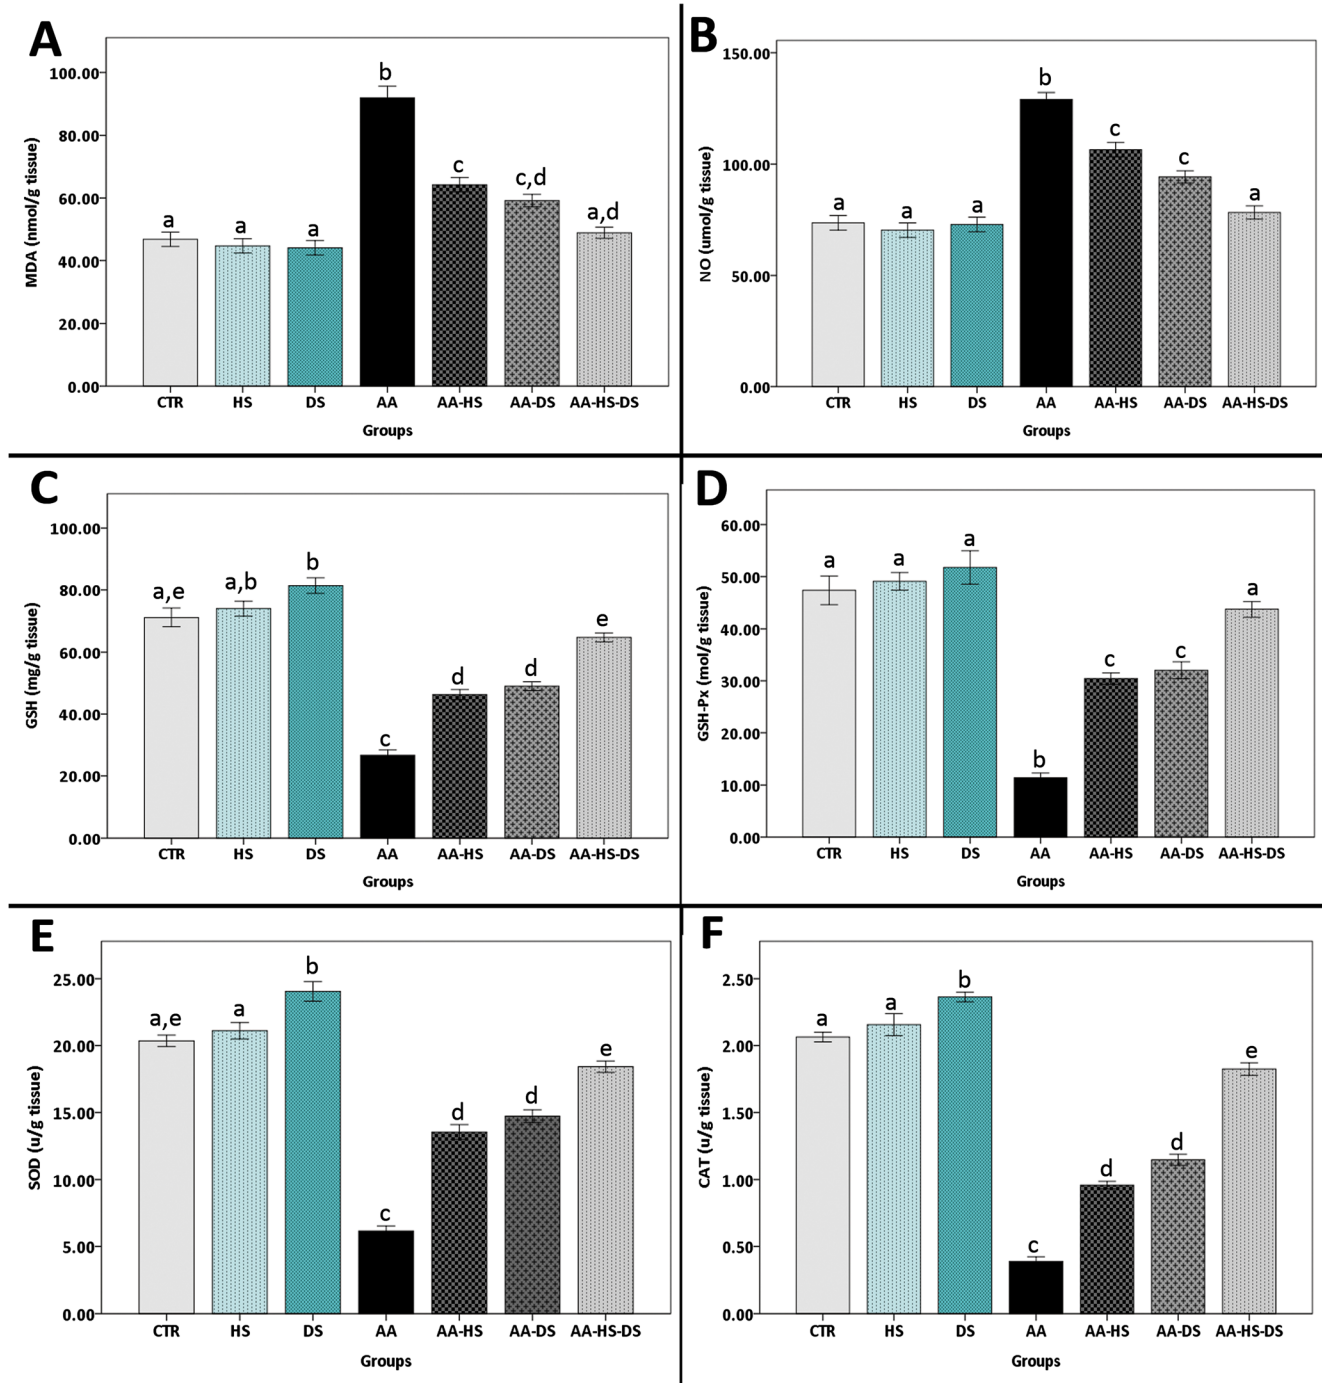 A
MDA (nmol/g tissue)
100.00
80.00
60.00
40.00
20.00
0.00
a
a
a
b
c
c,d
a,d
CTR HS DS AA AA-HS AA-DS AA-HS-DS
Groups
B
NO (umol/g tissue)
150.00
100.00
50.00
0.00
a
a
a
b
c
c
a
CTR HS DS AA AA-HS AA-DS AA-HS-DS
Groups
C
GSH (mg/g tissue)
100.00
80.00
60.00
40.00
20.00
0.00
a,e
a,b
b
c
d
d
e
CTR HS DS AA AA-HS AA-DS AA-HS-DS
Groups
D
GSH-Px (mol/g tissue)
60.00
50.00
40.00
30.00
20.00
10.00
0.00
a
a
a
b
c
c
a
CTR HS DS AA AA-HS AA-DS AA-HS-DS
Groups
E
SOD (u/g tissue)
25.00
20.00
15.00
10.00
5.00
0.00
a,e
a
b
c
d
d
e
CTR HS DS AA AA-HS AA-DS AA-HS-DS
Groups
F
CAT (u/g tissue)
2.50
2.00
1.50
1.00
0.50
0.00
a
a
b
c
d
d
e
CTR HS DS AA AA-HS AA-DS AA-HS-DS
Groups